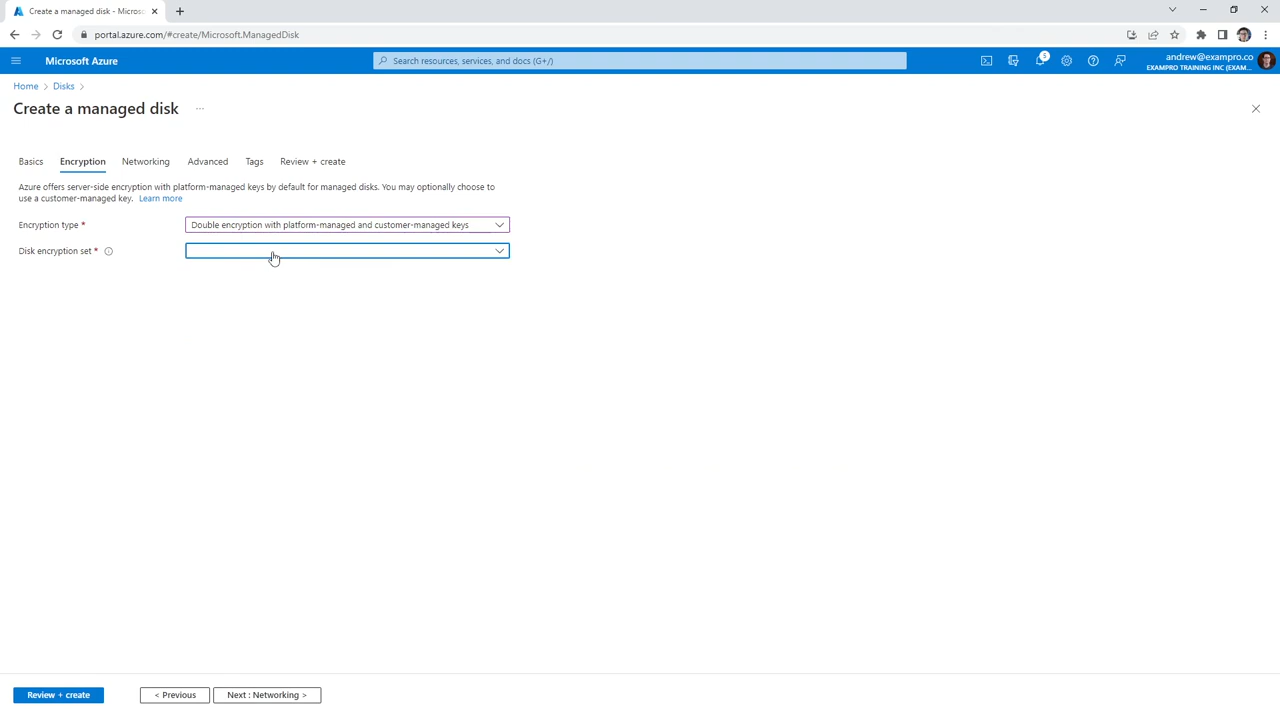 Create a managed disk - Micros
portal.azure.com/#create/Microsoft.ManagedDisk
Microsoft Azure
Search resources, services, and docs (G+/)
5
andrew@exampro.co
EXAMPRO TRAINING INC (EXAM...
Home > Disks >
Create a managed disk ...
Basics Encryption Networking Advanced Tags Review + create
Azure offers server-side encryption with platform-managed keys by default for managed disks. You may optionally choose to
use a customer-managed key. Learn more
Encryption type * Double encryption with platform-managed and customer-managed keys
Disk encryption set *
Review + create < Previous Next : Networking >